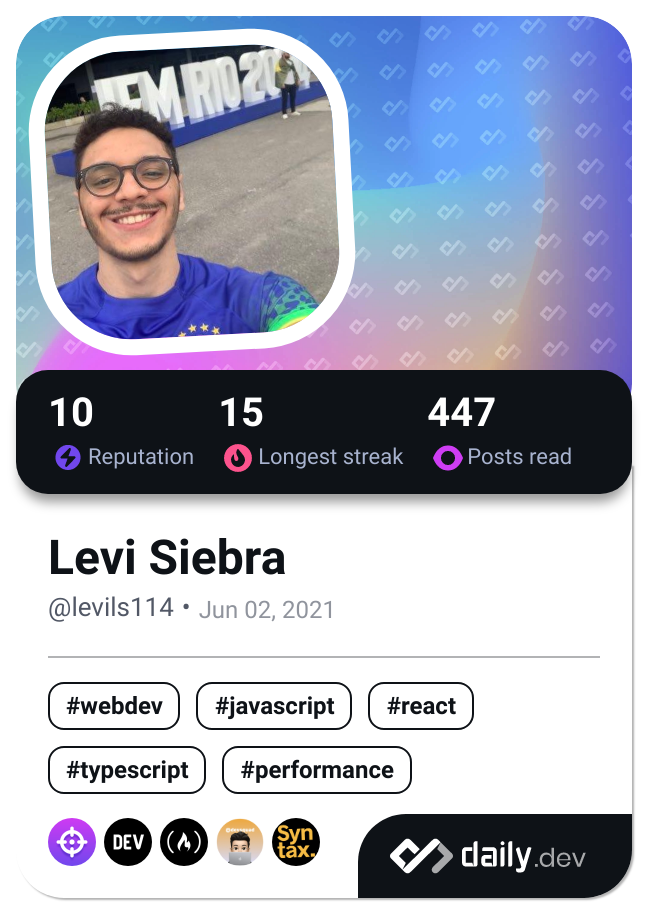 RIO
10 15 447
Reputation Longest streak Posts read
Levi Siebra
@levils114 • Jun 02, 2021
#webdev #javascript #react
#typescript #performance
DEV
Syn
tax.
daily.dev